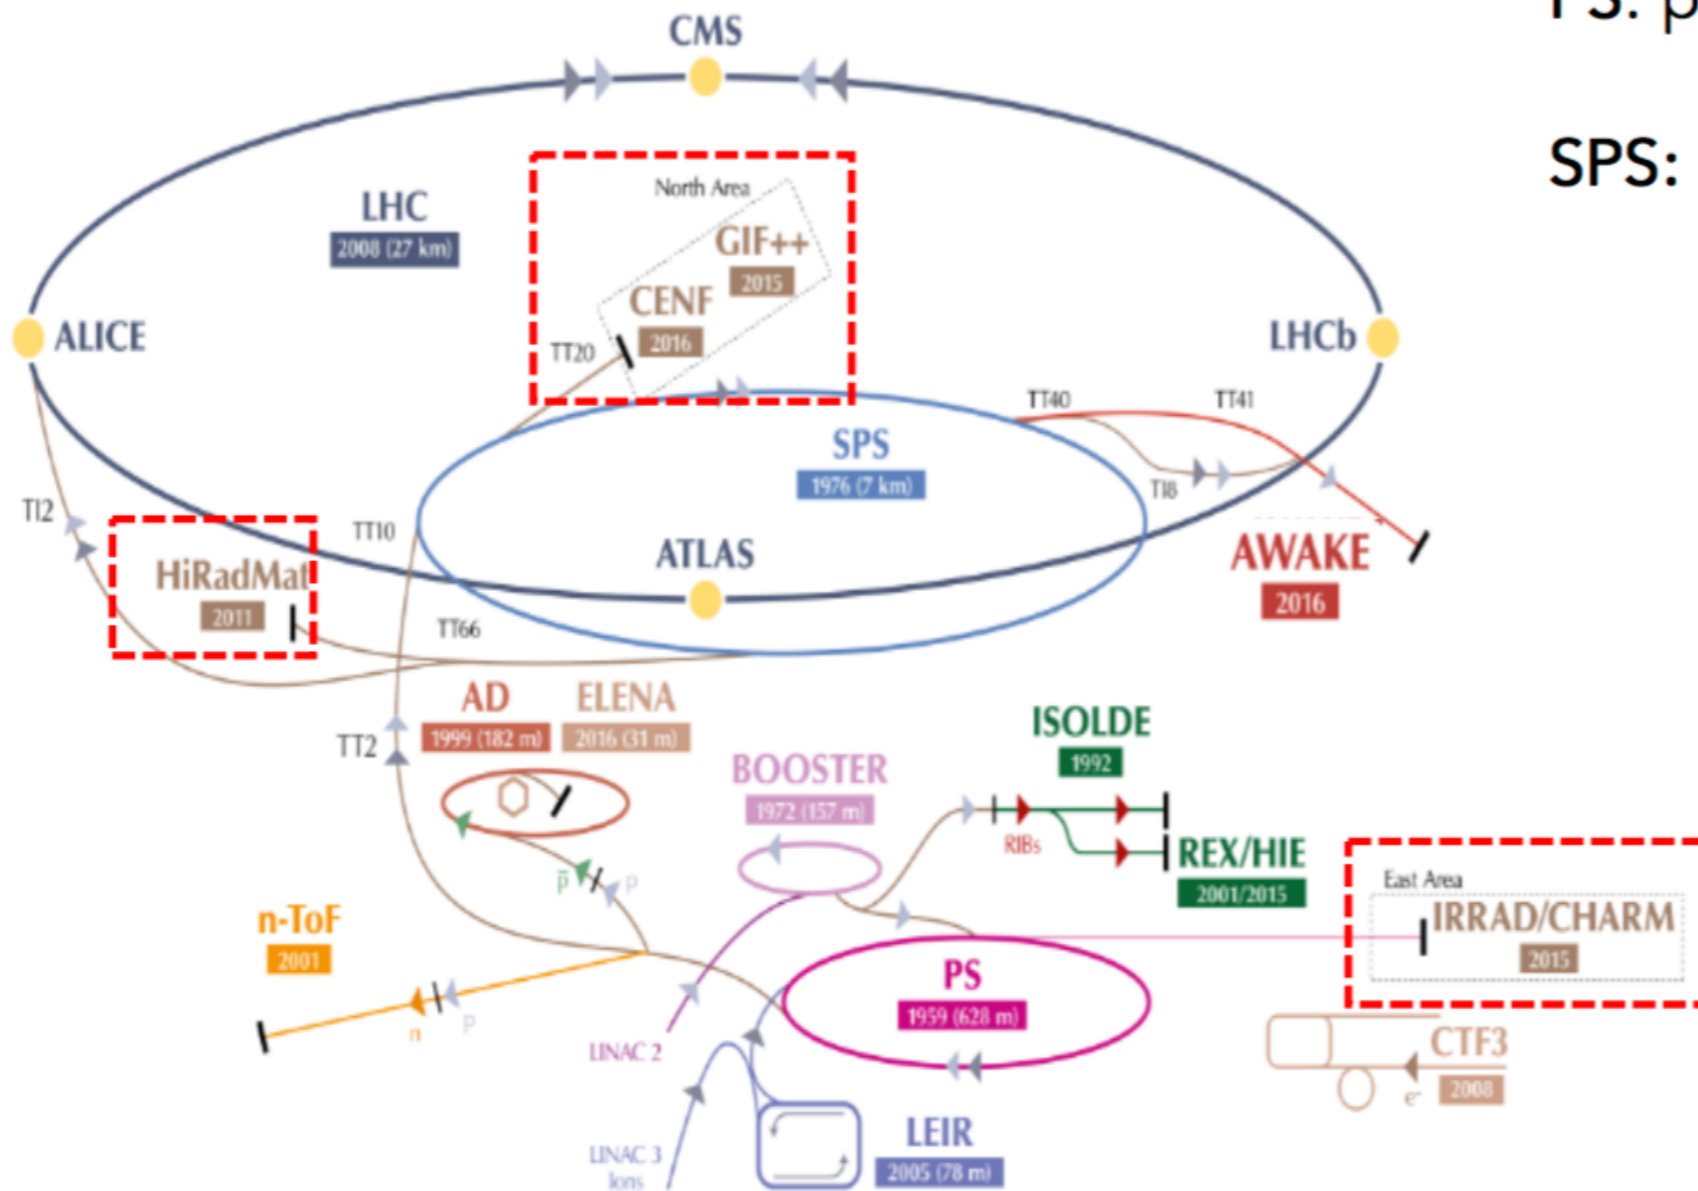 CMS
PS: p
SPS:
North Area
LHC
2008 (27 km)
GIF++
2015
CENF
2016
TT20
ALICE
LHCb
TT40
TT41
SPS
1976 (7 km)
TI8
TI2
TT10
ATLAS
AWAKE
2016
HiRadMat
2011
TT66
AD
1999 (182 m)
ELENA
2016 (31 m)
TT2
ISOLDE
1992
BOOSTER
1972 (157 m)
RIBs
REX/HIE
2001/2015
p̅
p
East Area
IRRAD/CHARM
2015
n-ToF
2001
n
p
PS
1959 (628 m)
LINAC 2
CTF3
2008
e-
LEIR
2005 (78 m)
LINAC 3
Ions